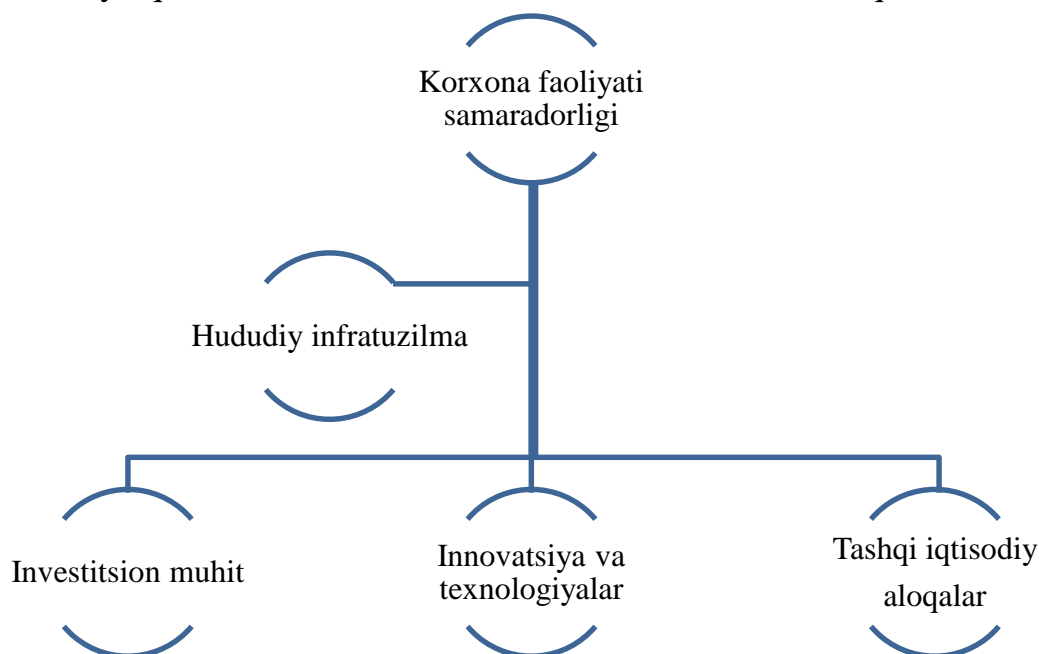 Korxona faoliyati
samaradorligi
Hududiy infratuzilma
Investitsion muhit
Innovatsiya va
texnologiyalar
Tashqi iqtisodiy
aloqalar